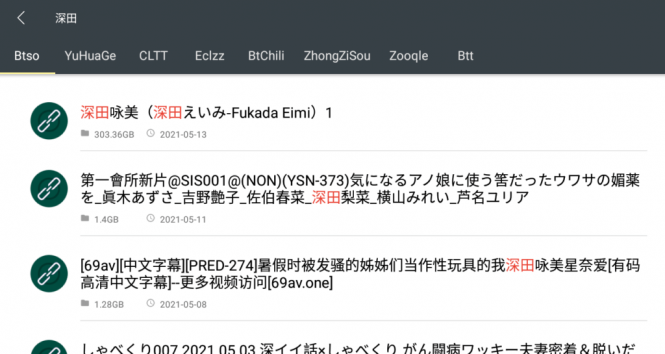 深田
Btso YuHuaGe CLTT Eclzz BtChili ZhongZiSou Zooqle Btt
深田咏美（深田えいみ-Fukada Eimi）1
303.36GB 2021-05-13
第一會所新片@SIS001@(NON)(YSN-373)気になるアノ娘に使う筈だったウワサの媚薬
を_眞木あずさ_吉野艶子_佐伯春菜_深田梨菜_横山みれい_芦名ユリア
1.4GB 2021-05-11
[69av][中文字幕][PRED-274]暑假时被发骚的姊姊们当作性玩具的我深田咏美星奈爱[有码
高清中文字幕]--更多视频访问[69av.one]
1.28GB 2021-05-08
しゃべくり007 2021.05.03 深イイ話×しゃべくり がん闘病ワッキー夫妻密着＆脱いだ